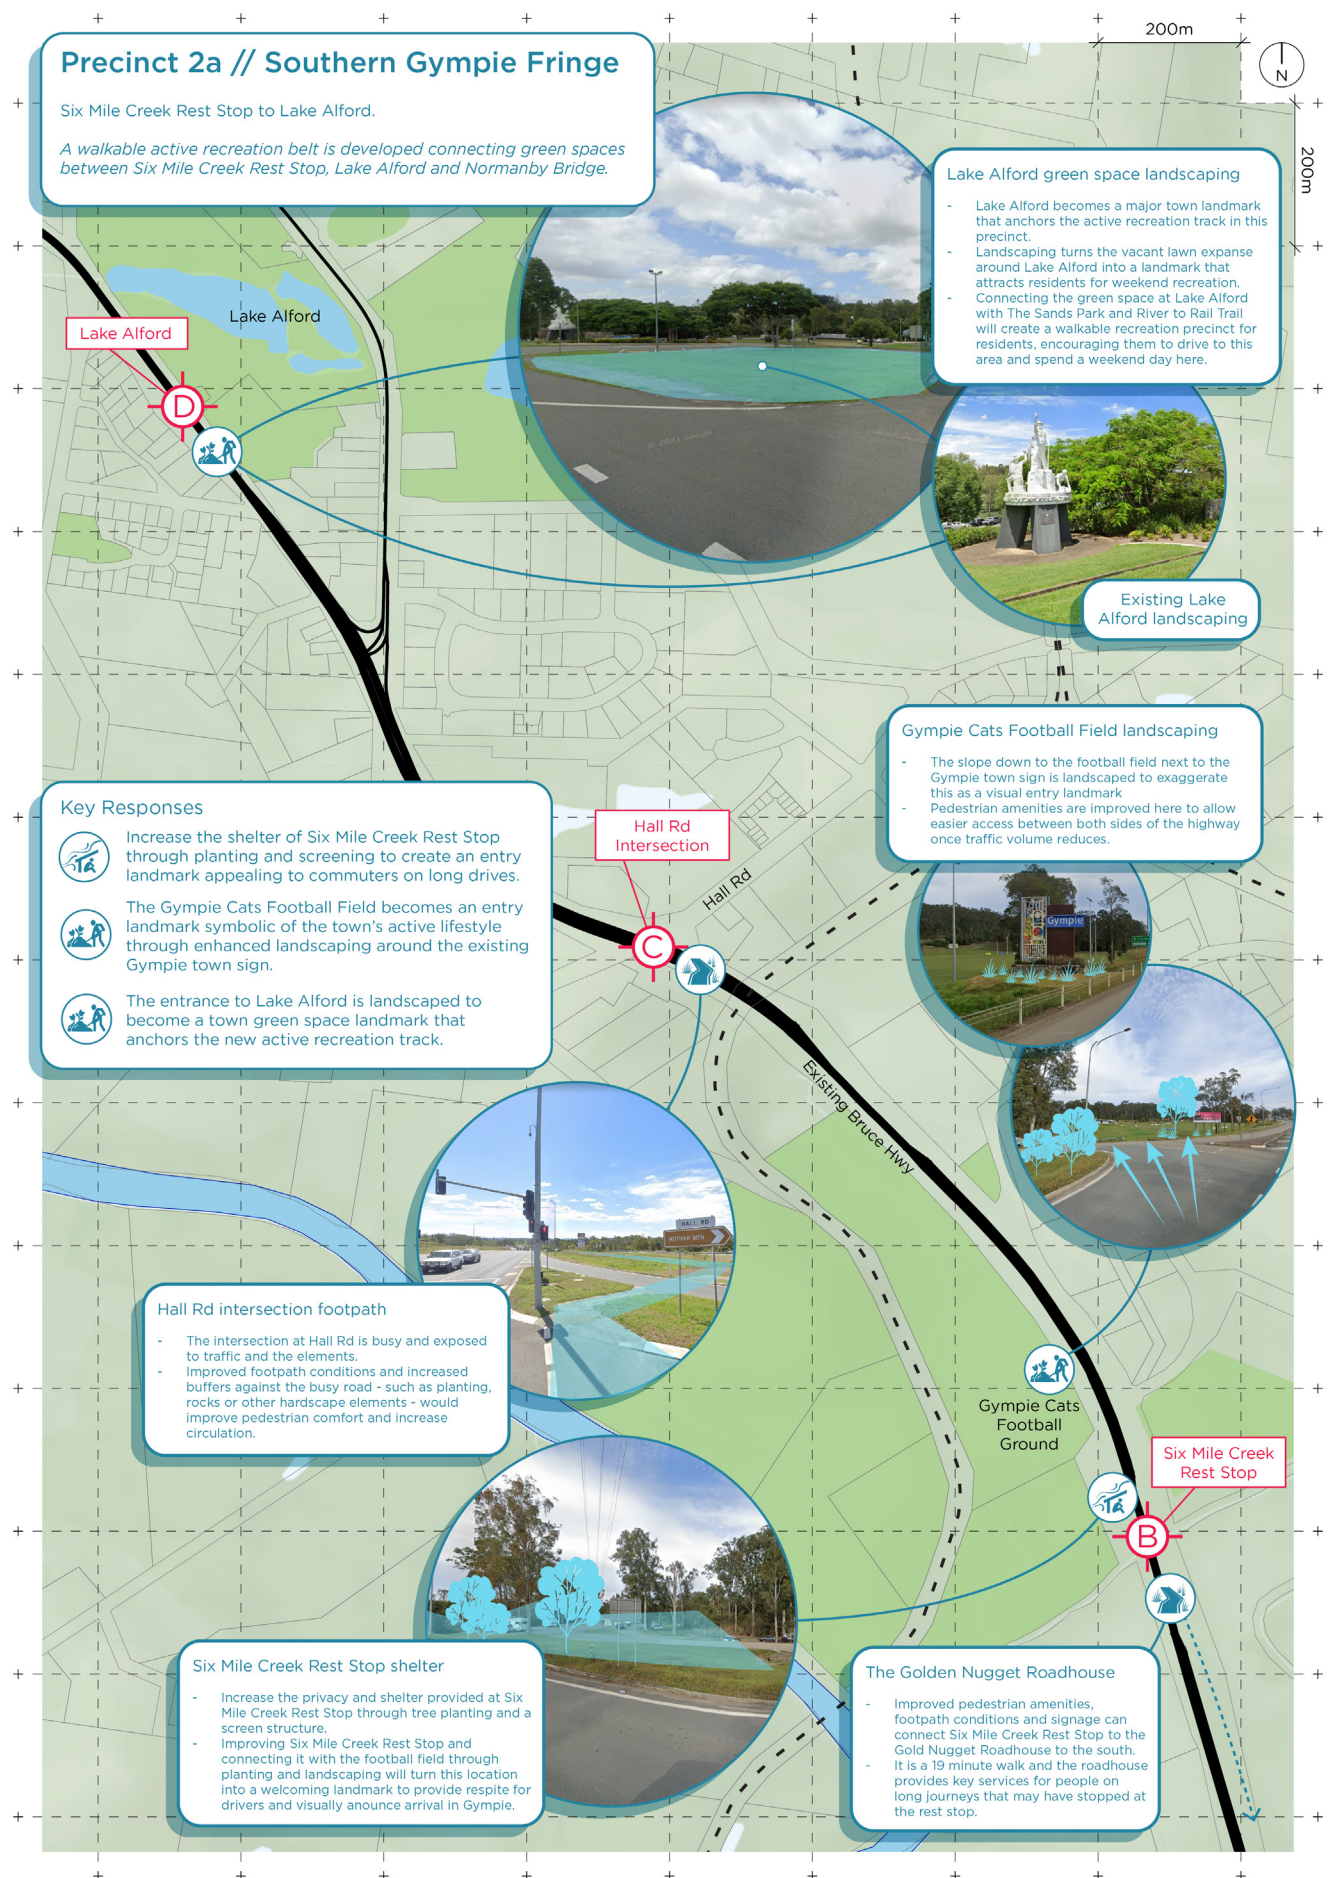 200m
N
200m
Precinct 2a // Southern Gympie Fringe
Six Mile Creek Rest Stop to Lake Alford.
A walkable active recreation belt is developed connecting green spaces
between Six Mile Creek Rest Stop, Lake Alford and Normanby Bridge.
Lake Alford green space landscaping
- Lake Alford becomes a major town landmark
that anchors the active recreation track in this
precinct.
- Landscaping turns the vacant lawn expanse
around Lake Alford into a landmark that
attracts residents for weekend recreation.
- Connecting the green space at Lake Alford
with The Sands Park and River to Rail Trail
will create a walkable recreation precinct for
residents, encouraging them to drive to this
area and spend a weekend day here.
Lake Alford
Lake Alford
D
© 2022 Google
Existing Lake
Alford landscaping
Gympie Cats Football Field landscaping
- The slope down to the football field next to the
Gympie town sign is landscaped to exaggerate
this as a visual entry landmark
- Pedestrian amenities are improved here to allow
easier access between both sides of the highway
once traffic volume reduces.
Key Responses
Increase the shelter of Six Mile Creek Rest Stop
through planting and screening to create an entry
landmark appealing to commuters on long drives.
The Gympie Cats Football Field becomes an entry
landmark symbolic of the town's active lifestyle
through enhanced landscaping around the existing
Gympie town sign.
The entrance to Lake Alford is landscaped to
become a town green space landmark that
anchors the new active recreation track.
Hall Rd
Intersection
Hall Rd
C
Gympie
Existing Bruce Hwy
HALL RD
MOTHAR MTN
Hall Rd intersection footpath
- The intersection at Hall Rd is busy and exposed
to traffic and the elements.
- Improved footpath conditions and increased
buffers against the busy road - such as planting,
rocks or other hardscape elements - would
improve pedestrian comfort and increase
circulation.
Gympie Cats
Football
Ground
Six Mile Creek
Rest Stop
B
Six Mile Creek Rest Stop shelter
- Increase the privacy and shelter provided at Six
Mile Creek Rest Stop through tree planting and a
screen structure.
- Improving Six Mile Creek Rest Stop and
connecting it with the football field through
planting and landscaping will turn this location
into a welcoming landmark to provide respite for
drivers and visually anounce arrival in Gympie.
The Golden Nugget Roadhouse
- Improved pedestrian amenities,
footpath conditions and signage can
connect Six Mile Creek Rest Stop to the
Gold Nugget Roadhouse to the south.
- It is a 19 minute walk and the roadhouse
provides key services for people on
long journeys that may have stopped at
the rest stop.